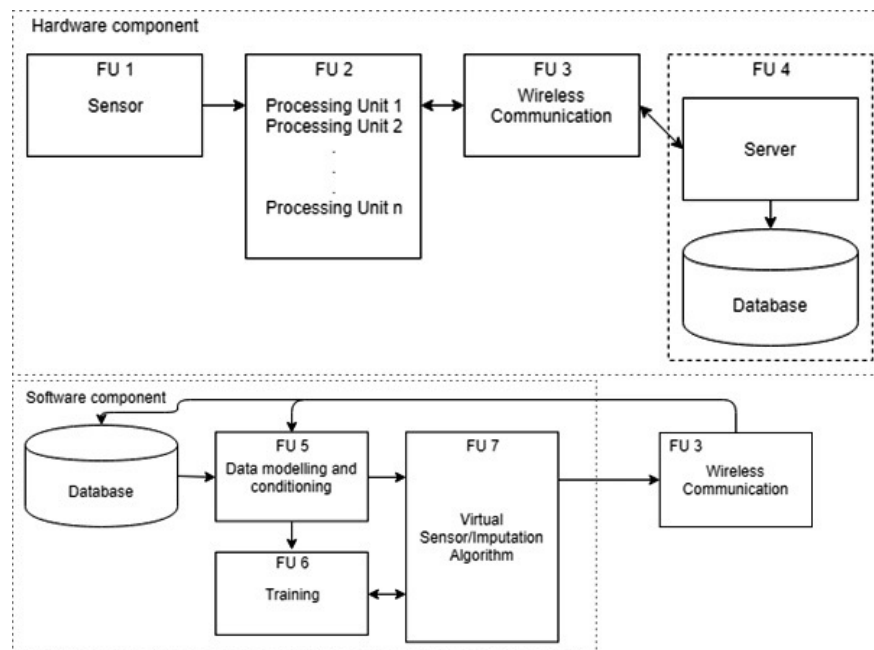 Hardware component
FU 1
Sensor
FU 2
Processing Unit 1
Processing Unit 2
.
.
.
Processing Unit n
FU 3
Wireless
Communication
FU 4
Server
Database
Software component
Database
FU 5
Data modelling and
conditioning
FU 6
Training
FU 7
Virtual
Sensor/Imputation
Algorithm
FU 3
Wireless
Communication